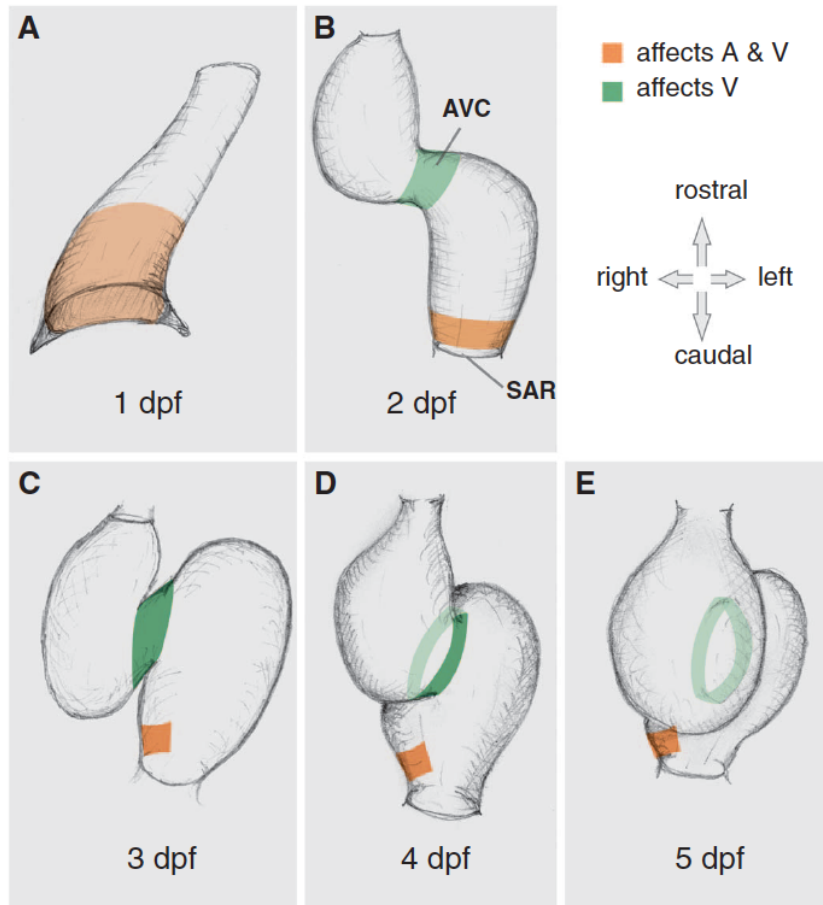 A
B
affects A & V
affects V
AVC
rostral
right
left
caudal
SAR
1 dpf
2 dpf
C
D
E
3 dpf
4 dpf
5 dpf